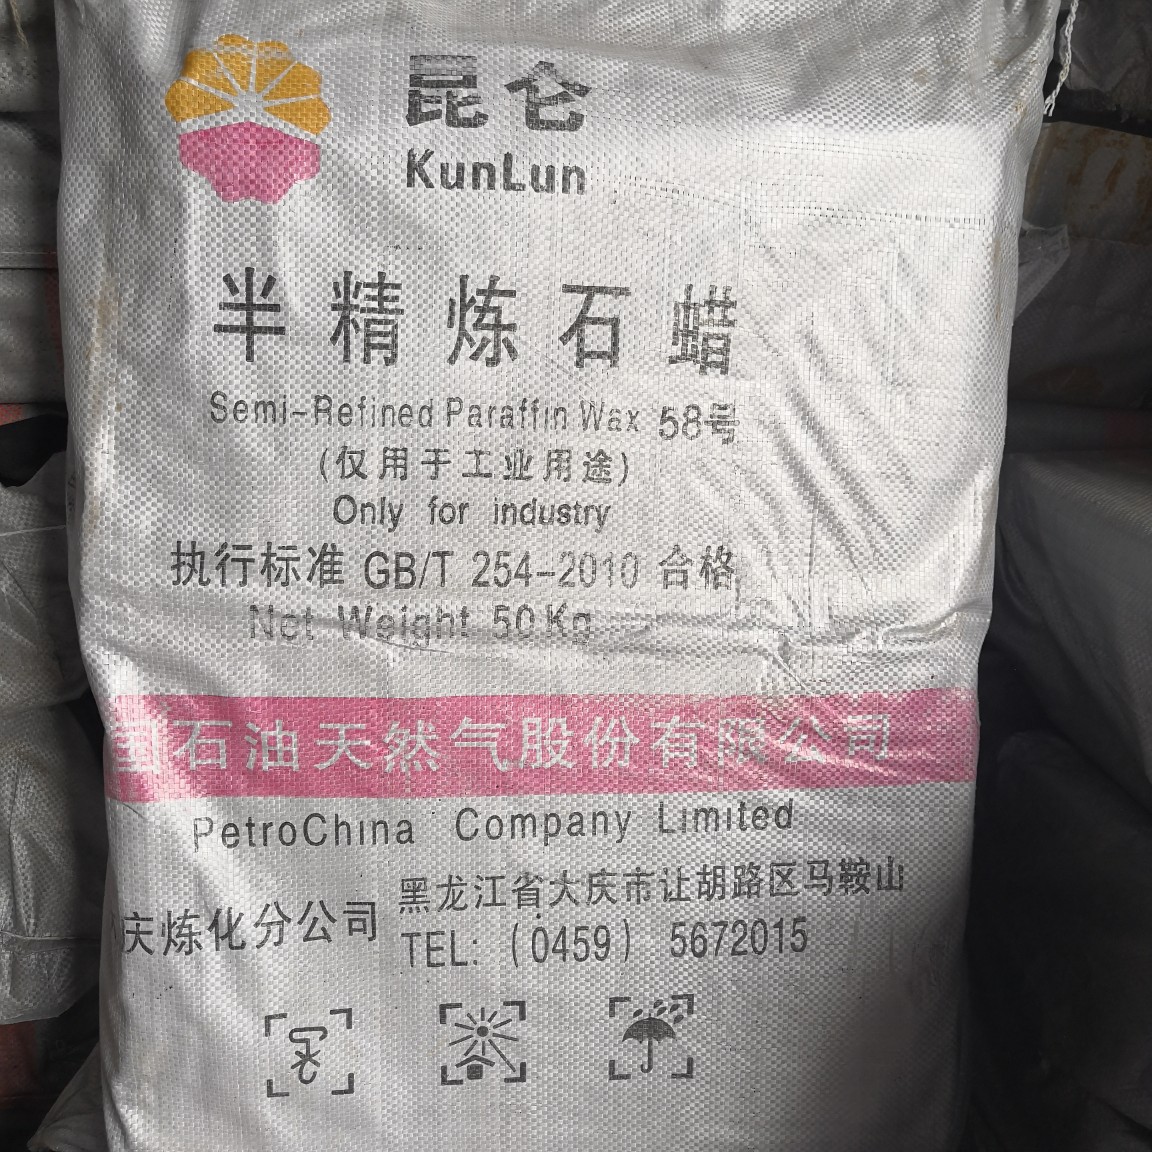 昆仑
KunLun
半精炼石蜡
Semi-Refined Paraffin Wax 58号
(仅用于工业用途)
Only for industry
执行标准 GB/T 254-2010 合格
Net Weight 50Kg
国石油天然气股份有限公司
PetroChina Company Limited
庆炼化分公司
黑龙江省大庆市让胡路区马鞍山
TEL: (0459) 5672015